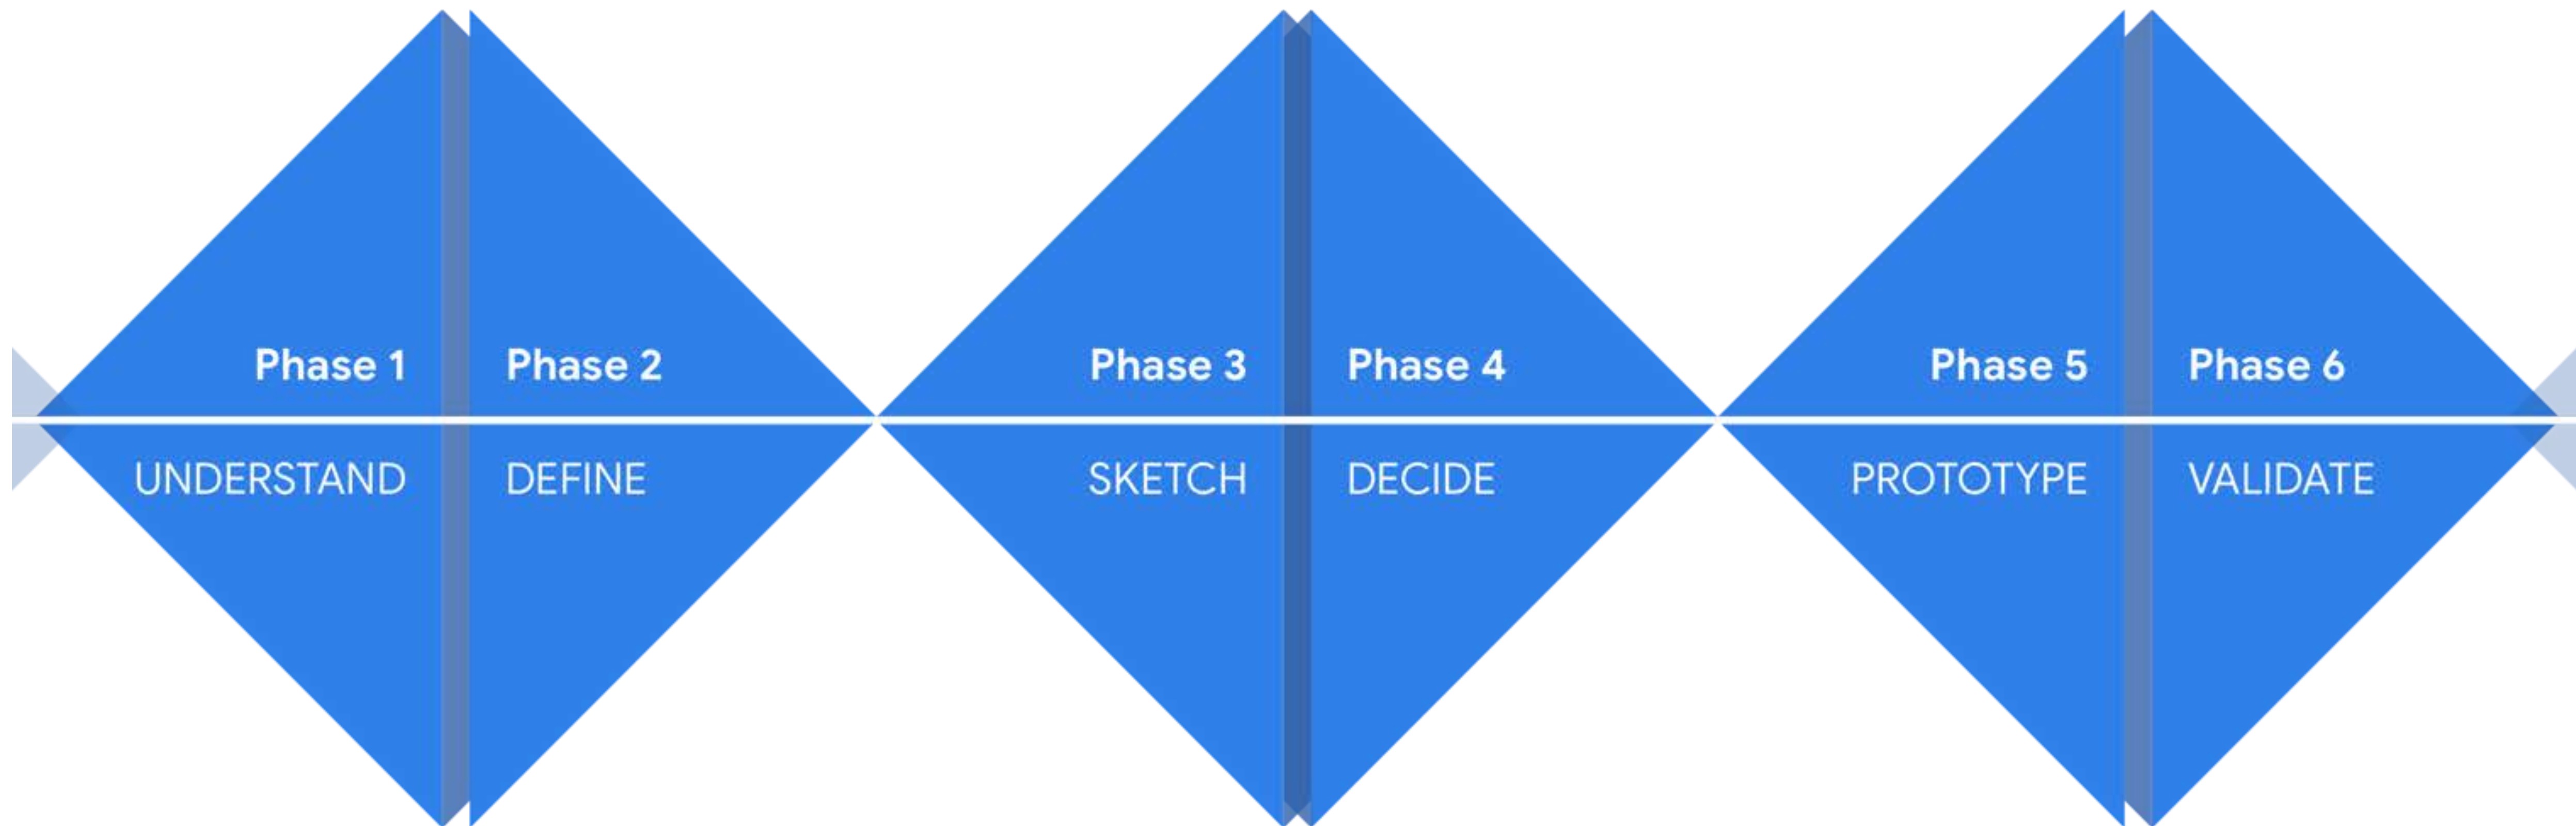 Phase 1
UNDERSTAND
Phase 2
DEFINE
Phase 3
SKETCH
Phase 4
DECIDE
Phase 5
PROTOTYPE
Phase 6
VALIDATE